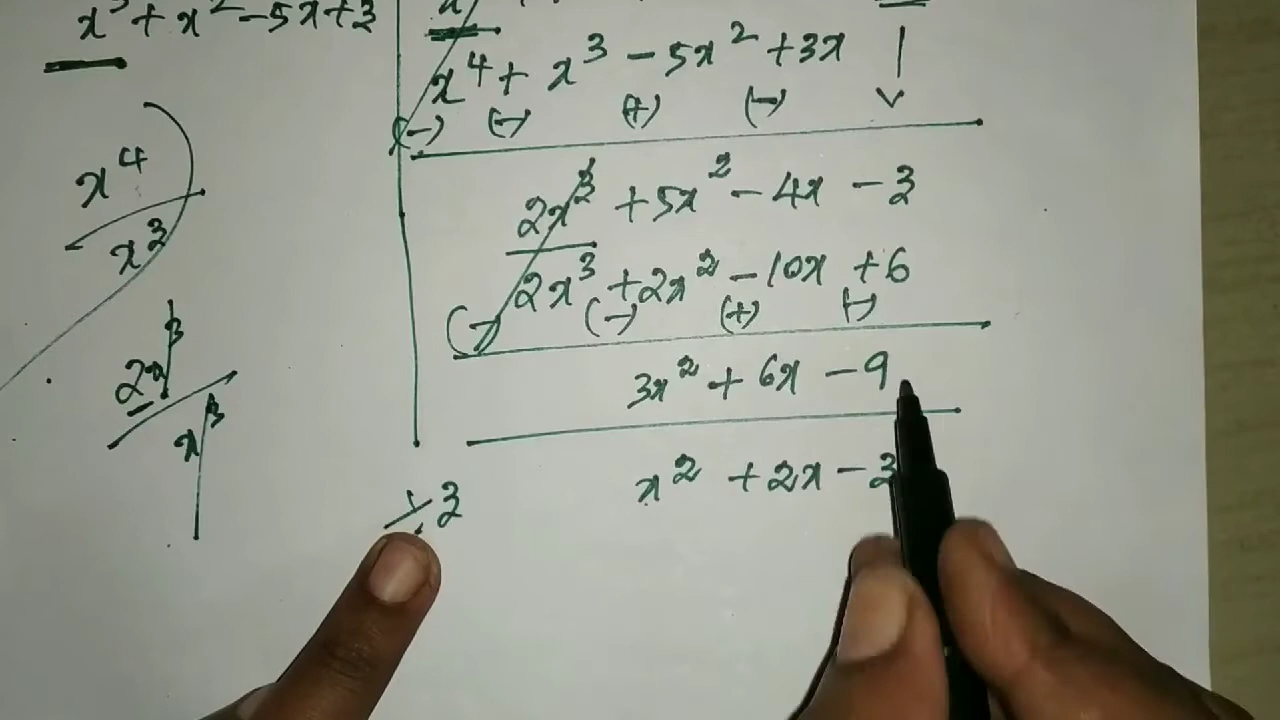 x³ + x² - 5x + 3
x⁴ + x³ - 5x² + 3x
(-) (-) (+) (-)
x⁴
x³
2x³ + 5x² - 4x - 3
2x³ + 2x² - 10x + 6
(-) (-) (+) (-)
2x³
x³
3x² + 6x - 9
÷3
x² + 2x - 3